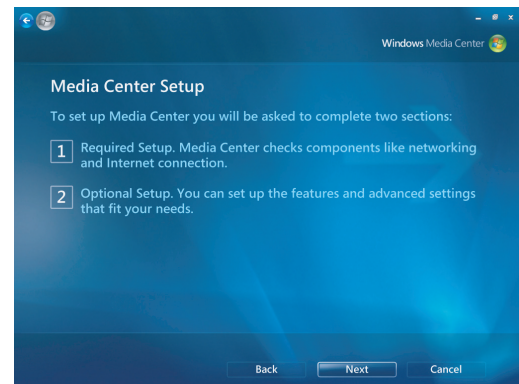 Windows Media Center
Media Center Setup
To set up Media Center you will be asked to complete two sections:
1 Required Setup. Media Center checks components like networking
and Internet connection.
2 Optional Setup. You can set up the features and advanced settings
that fit your needs.
Back Next Cancel